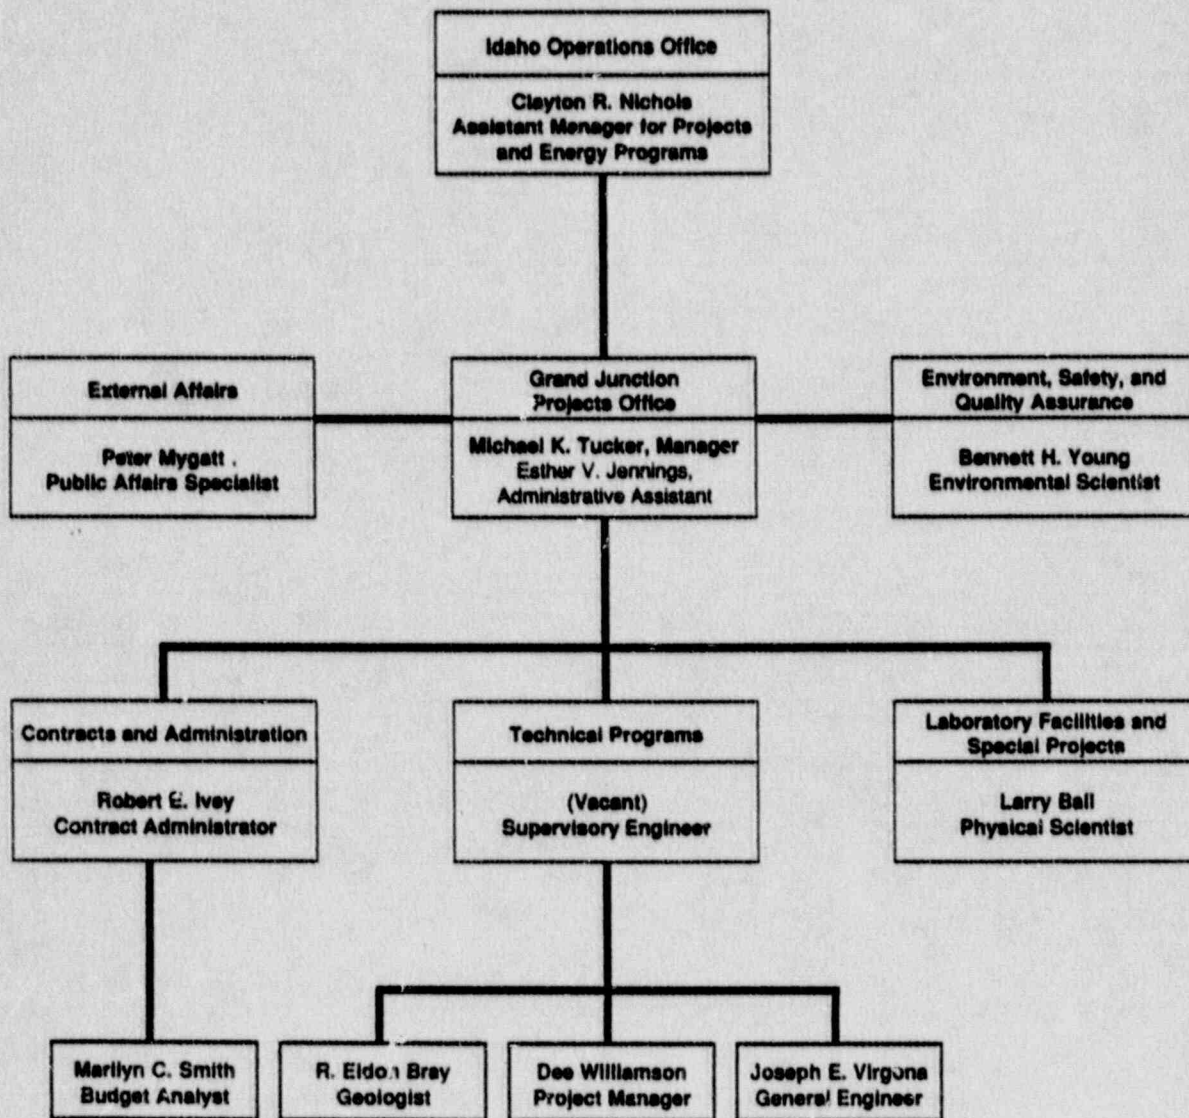 Idaho Operations Office
Clayton R. Nichols
Assistant Manager for Projects
and Energy Programs
External Affairs
Peter Mygatt
Public Affairs Specialist
Grand Junction
Projects Office
Michael K. Tucker, Manager
Esther V. Jennings,
Administrative Assistant
Environment, Safety, and
Quality Assurance
Bennett H. Young
Environmental Scientist
Contracts and Administration
Robert E. Ivey
Contract Administrator
Technical Programs
(Vacant)
Supervisory Engineer
Laboratory Facilities and
Special Projects
Larry Ball
Physical Scientist
Marilyn C. Smith
Budget Analyst
R. Eldon Bray
Geologist
Dee Williamson
Project Manager
Joseph E. Virgona
General Engineer